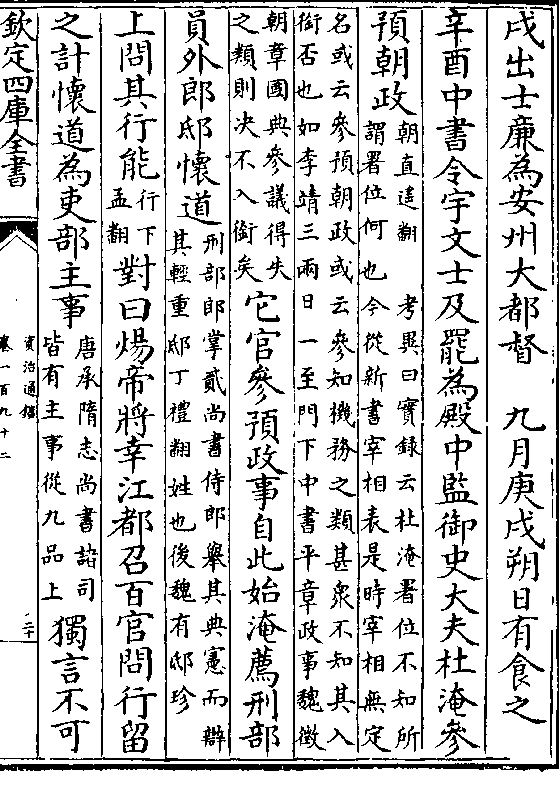 戌出士廉為安州大都督　九月庚戌朔日有食之
辛酉中書令宇文士及罷為殿中監御史大夫杜淹參
預朝政
朝直遥翻　考異曰實録云杜淹署位不知所
謂署位何也今從新書宰相表是時宰相無定
名或云參預朝政或云參知機務之類甚衆不知其入
銜否也如李靖三兩日一至門下中書平章政事魏徵
朝章國典參議得失
之類則决不入銜矣
它官參預政事自此始淹薦刑部
員外郎邸懷道
刑部郎掌貳尚書侍郎舉其典憲而辯
其輕重邸丁禮翻姓也後魏有邸珍
上問其行能
行下
孟翻
對曰煬帝將幸江都召百官問行留
之計懷道為吏部主事
唐承隋志尚書諸司
皆有主事從九品上
獨言不可
欽定四庫全書
資治通鑑
卷一百九十二
二十